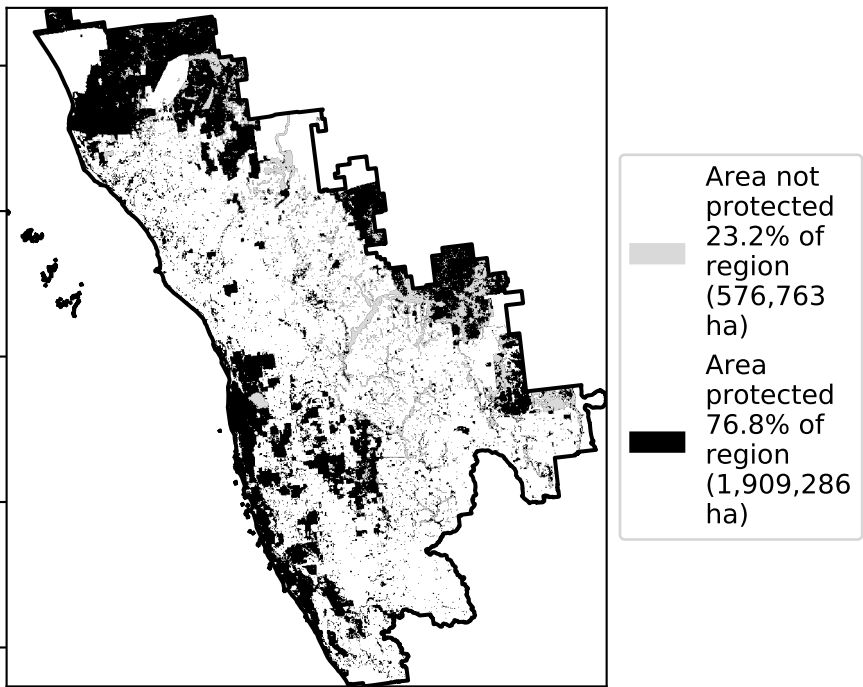 Area not
protected
23.2% of
region
(576,763
ha)
Area
protected
76.8% of
region
(1,909,286
ha)